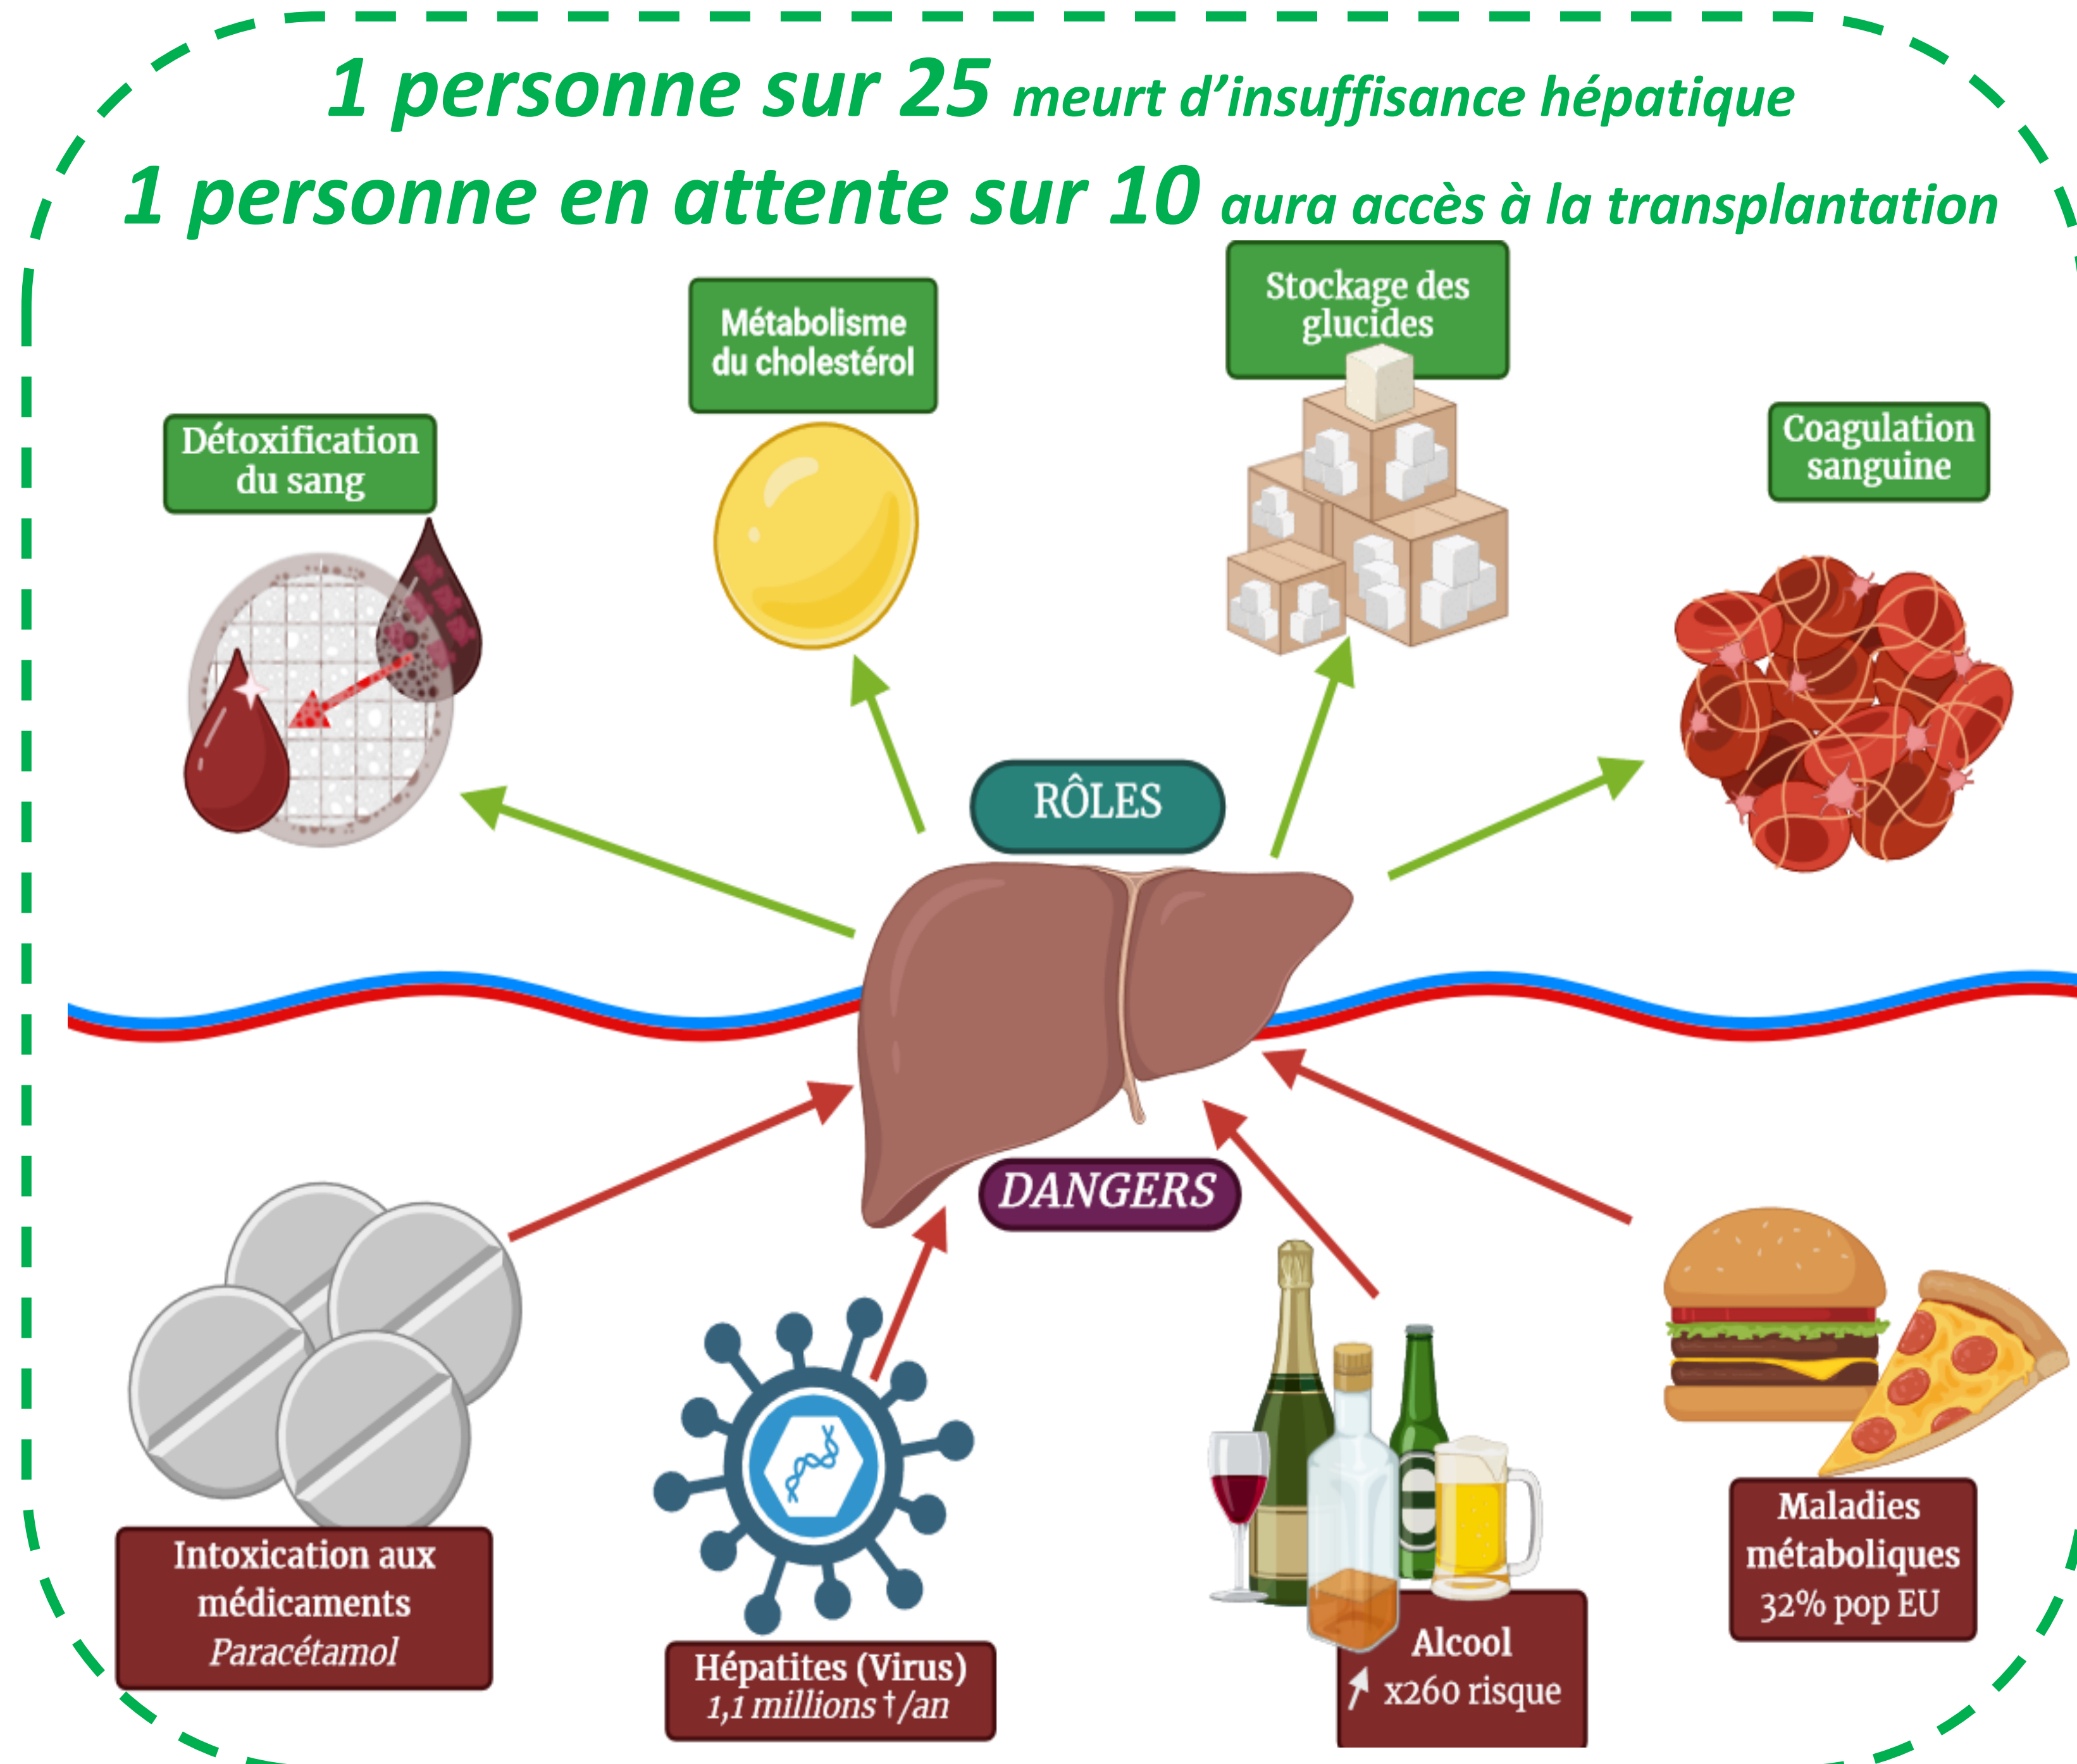 1 personne sur 25 meurt d’insuffisance hépatique
1 personne en attente sur 10 aura accès à la transplantation
Stockage des
glucides
Métabolisme
du cholestérol
Coagulation
sanguine
Détoxification
du sang
RÔLES
DANGERS
Intoxication aux
médicaments
Paracétamol
Hépatites (Virus)
1,1 millions †/an
Alcool
x260 risque
Maladies
métaboliques
32% pop EU